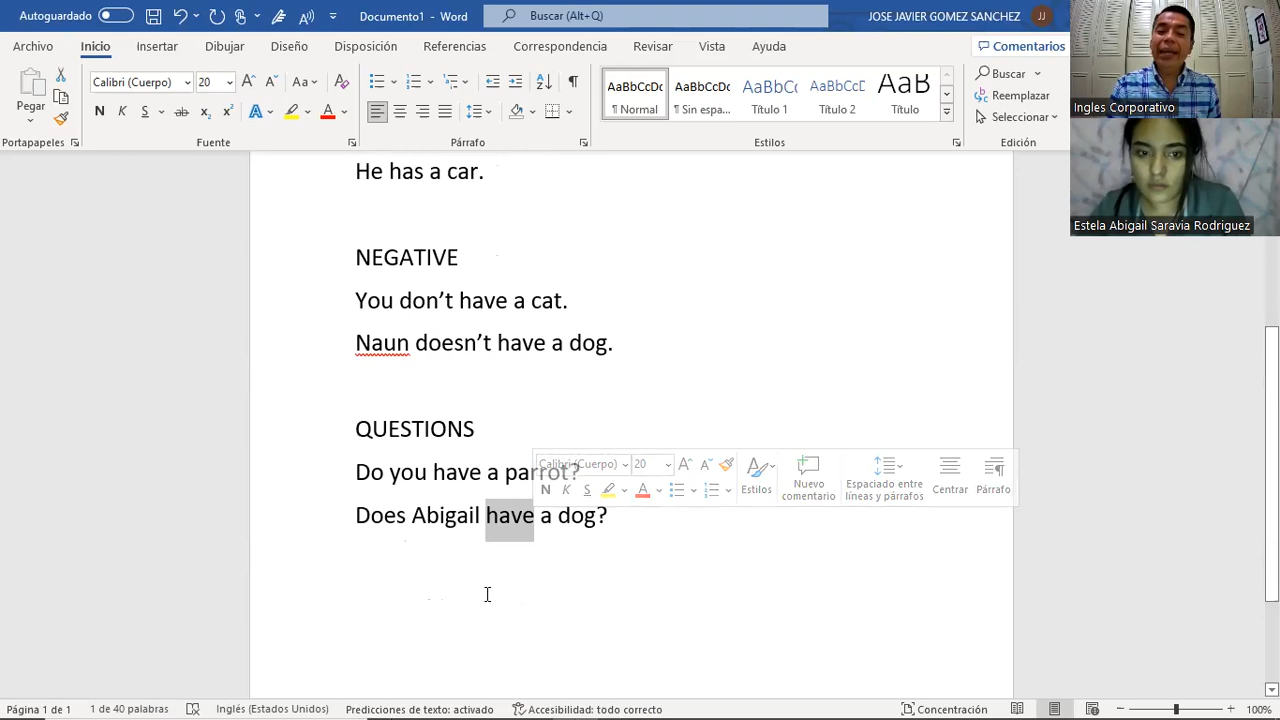 Autoguardado
Documento1 - Word
Buscar (Alt+Q)
JOSE JAVIER GOMEZ SANCHEZ
JJ
Archivo Inicio Insertar Dibujar Diseño Disposición Referencias Correspondencia Revisar Vista Ayuda
Comentarios
Pegar
Calibri (Cuerpo) 20
AaBbCcDc AaBbCcDc AaBbCc AaBbCcD AaB
¶ Normal ¶ Sin espa... Título 1 Título 2 Título
Buscar
Reemplazar
Seleccionar
Portapapeles Fuente Párrafo Estilos Edición
Ingles Corporativo
Estela Abigail Saravia Rodriguez
He has a car.
NEGATIVE
You don’t have a cat.
Naun doesn’t have a dog.
QUESTIONS
Do you have a parrot?
Does Abigail have a dog?
Calibri (Cuerpo) 20
N K S
Estilos
Nuevo
comentario
Espaciado entre
líneas y párrafos
Centrar
Párrafo
Página 1 de 1 1 de 40 palabras Inglés (Estados Unidos) Predicciones de texto: activado Accesibilidad: todo correcto Concentración 100%